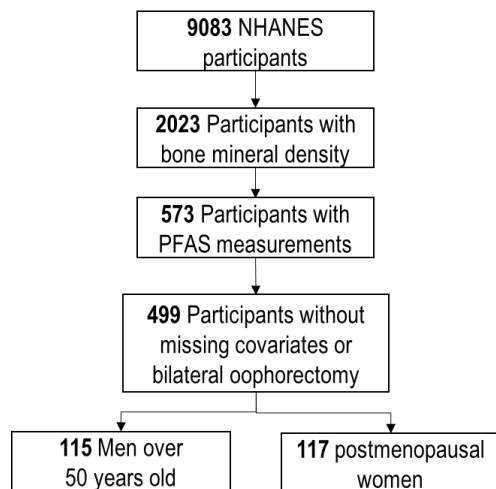 9083 NHANES
participants
2023 Participants with
bone mineral density
573 Participants with
PFAS measurements
499 Participants without
missing covariates or
bilateral oophorectomy
115 Men over
50 years old
117 postmenopausal
women